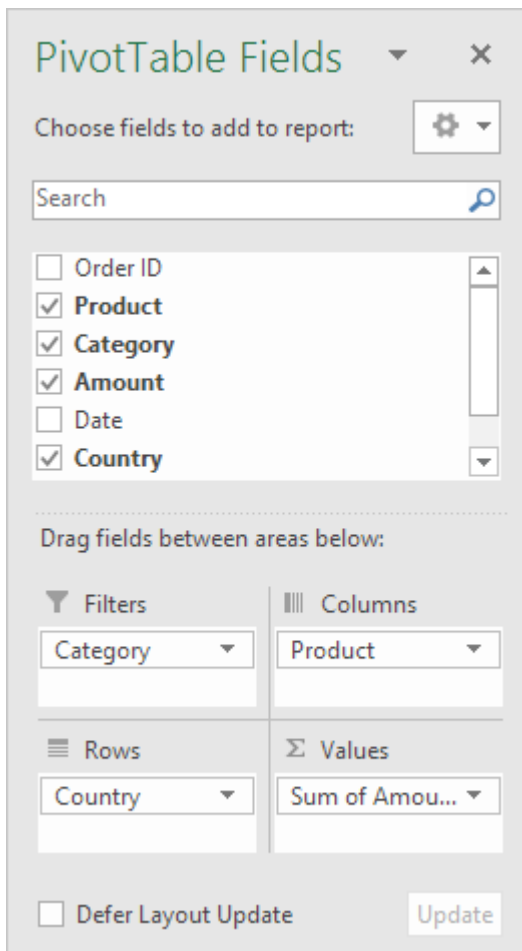 PivotTable Fields
Choose fields to add to report:
Search
Order ID
Product
Category
Amount
Date
Country
Drag fields between areas below:
Filters
Columns
Category
Product
Rows
Σ Values
Country
Sum of Amou...
Defer Layout Update
Update